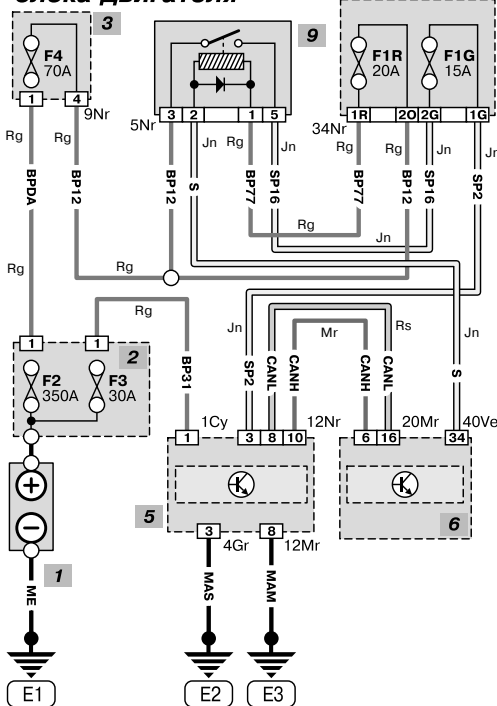 3
F4
70A
1 4
9Nr
9
3 2 1 5
5Nr
F1R
20A
F1G
15A
1R 2O 2G 1G
34Nr
Rg Rg Rg Jn Rg Jn Rg Rg Jn Jn
BPDA BP12 BP12 S BP77 SP16 BP77 BP12 SP16 SP2
Rg
Jn
Rg Rg
Rg
1 1
2
F2
350A
F3
30A
BP31
Jn
SP2
CANL
CANH
Mr
CANH
CANL
Rs
Jn
S
1Cy
12Nr
20Mr
40Ve
1 3 8 10
6 16 34
5
6
3 8
4Gr
12Mr
1
ME
MAS
MAM
E1
E2
E3